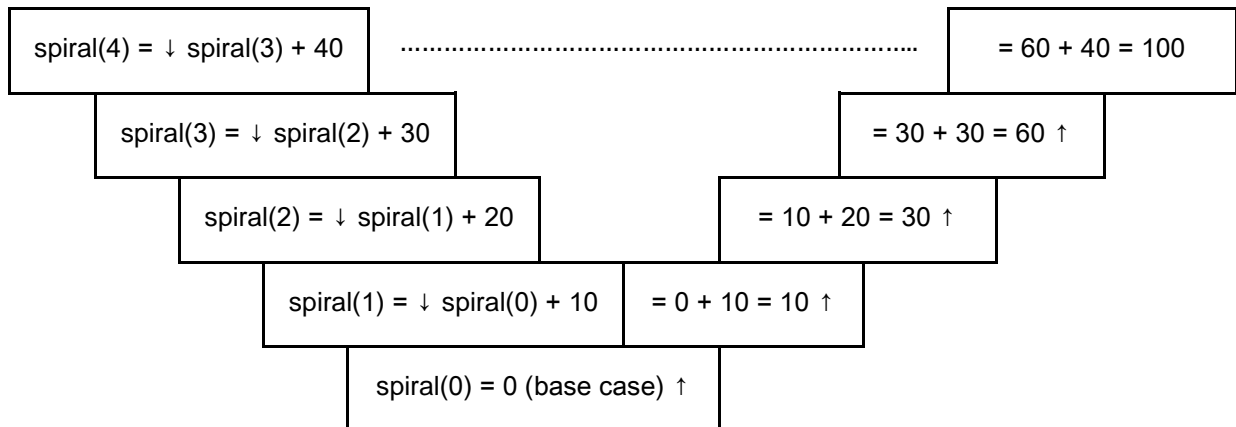 spiral(4) = ↓ spiral(3) + 40 …………………………………………………………….. = 60 + 40 = 100
spiral(3) = ↓ spiral(2) + 30 = 30 + 30 = 60 ↑
spiral(2) = ↓ spiral(1) + 20 = 10 + 20 = 30 ↑
spiral(1) = ↓ spiral(0) + 10 = 0 + 10 = 10 ↑
spiral(0) = 0 (base case) ↑